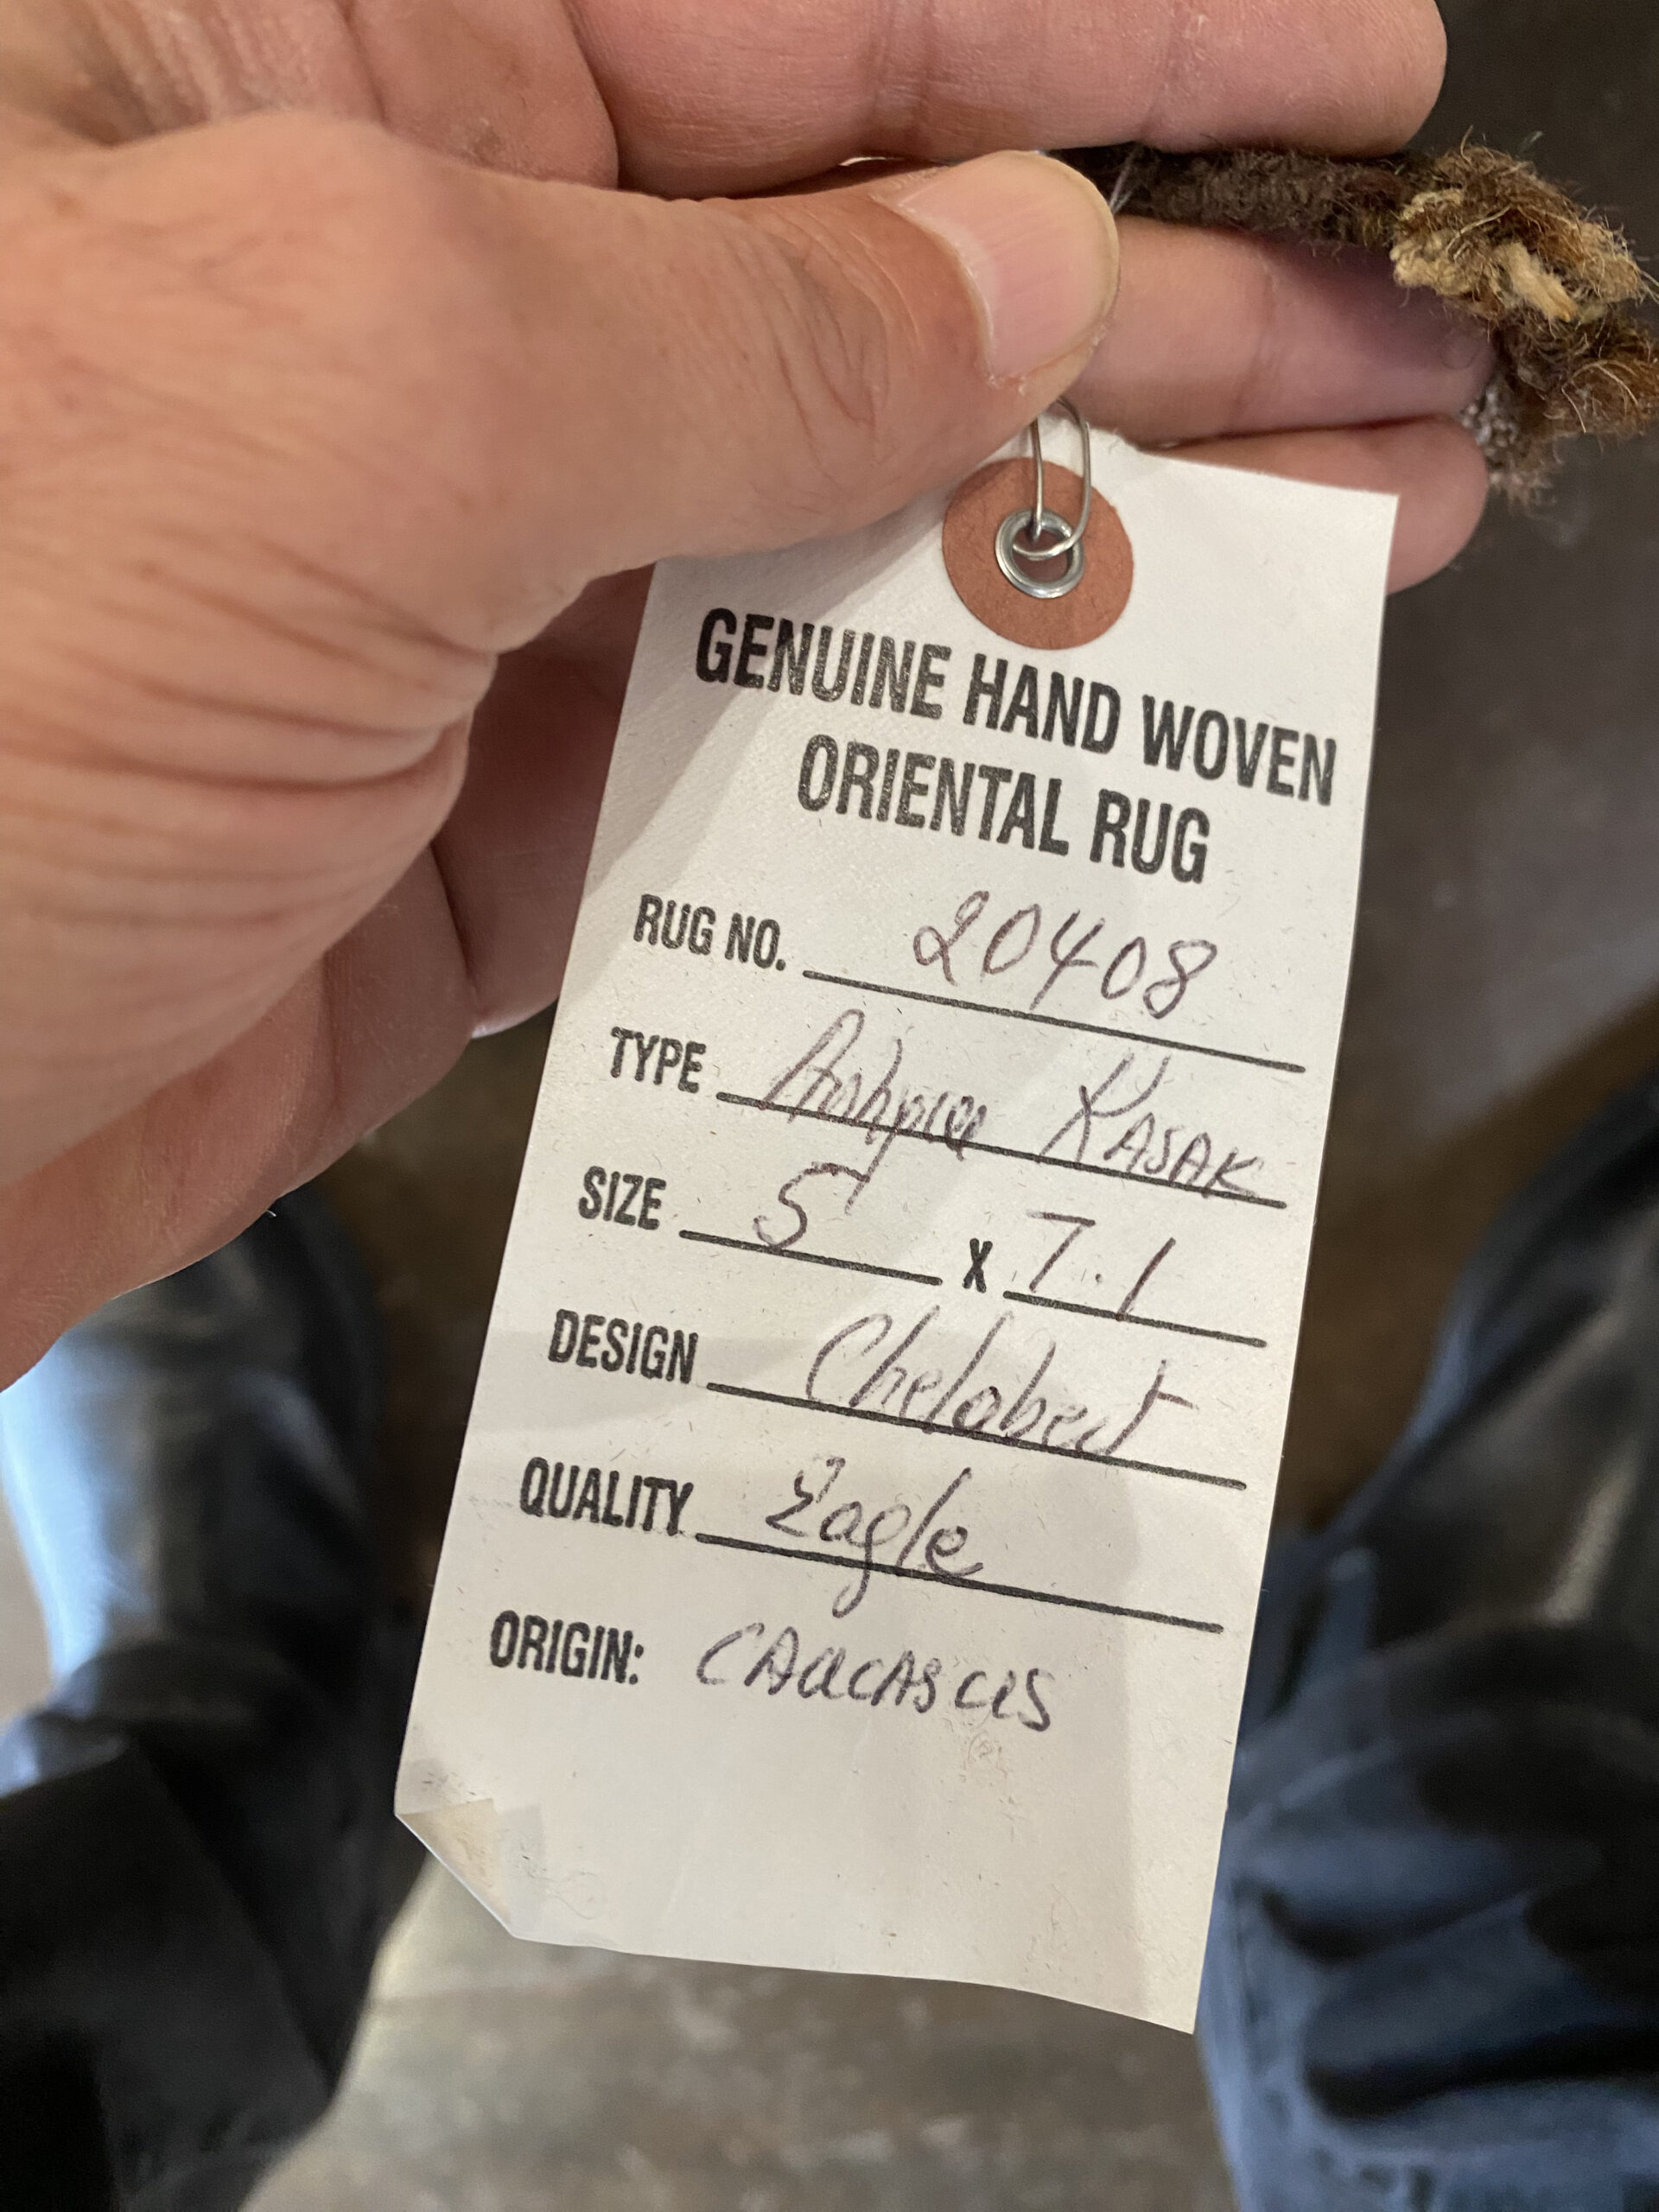 GENUINE HAND WOVEN
ORIENTAL RUG
RUG NO. 20408
TYPE KASAK
SIZE 5 X 7.1
DESIGN Chelabert
QUALITY Eagle
ORIGIN: CAUCASUS